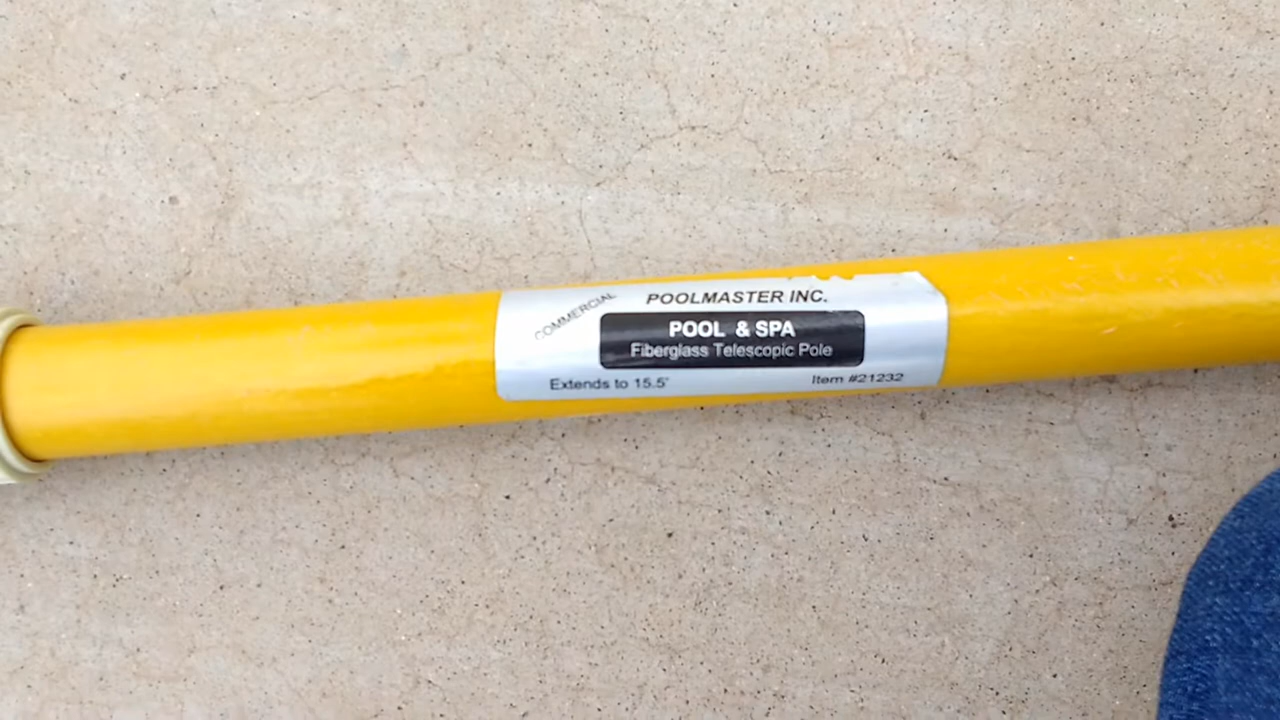 COMMERCIAL
POOLMASTER INC.
POOL & SPA
Fiberglass Telescopic Pole
Extends to 15.5'
Item #21232